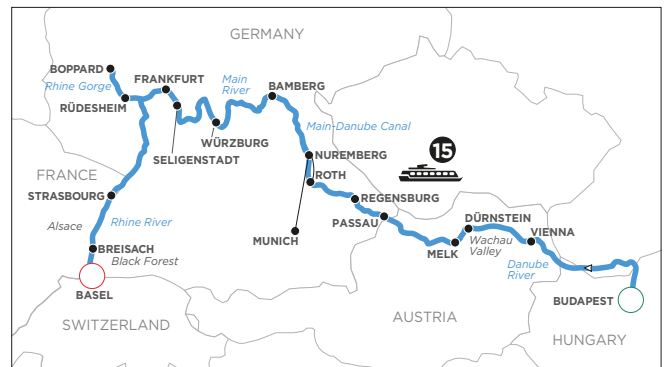 GERMANY
BOPPARD
Rhine Gorge
RÜDESHEIM
FRANKFURT
Main
River
BAMBERG
SELIGENSTADT
WÜRZBURG
Main-Danube Canal
NUREMBERG
ROTH
15
FRANCE
STRASBOURG
Alsace
Rhine River
BREISACH
Black Forest
BASEL
MUNICH
REGENSBURG
PASSAU
DÜRNSTEIN
Wachau
Valley
MELK
VIENNA
Danube
River
BUDAPEST
SWITZERLAND
AUSTRIA
HUNGARY